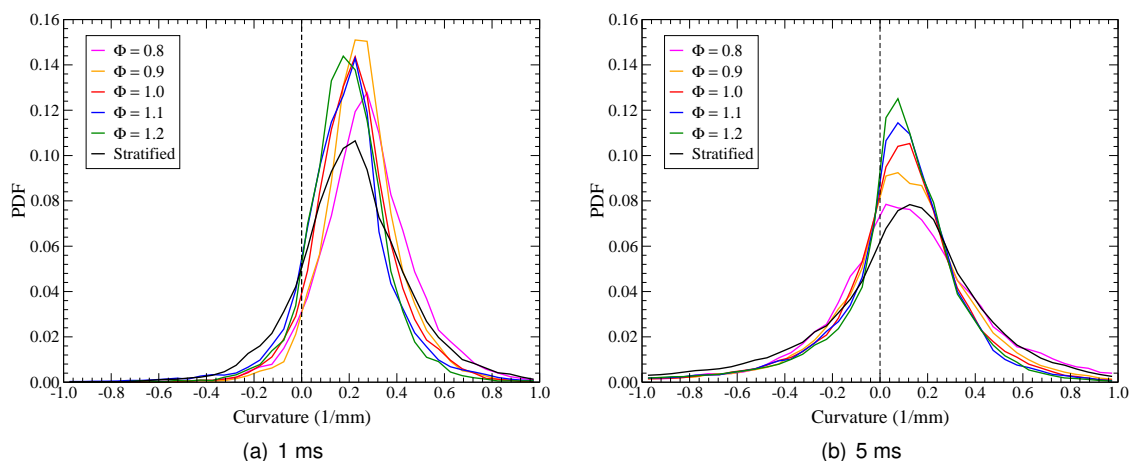 0.16
0.14
0.12
0.10
0.08
0.06
0.04
0.02
0.00
PDF
Φ = 0.8
Φ = 0.9
Φ = 1.0
Φ = 1.1
Φ = 1.2
Stratified
-1.0 -0.8 -0.6 -0.4 -0.2 0.0 0.2 0.4 0.6 0.8 1.0
Curvature (1/mm)
(a) 1 ms
0.16
0.14
0.12
0.10
0.08
0.06
0.04
0.02
0.00
PDF
Φ = 0.8
Φ = 0.9
Φ = 1.0
Φ = 1.1
Φ = 1.2
Stratified
-1.0 -0.8 -0.6 -0.4 -0.2 0.0 0.2 0.4 0.6 0.8 1.0
Curvature (1/mm)
(b) 5 ms